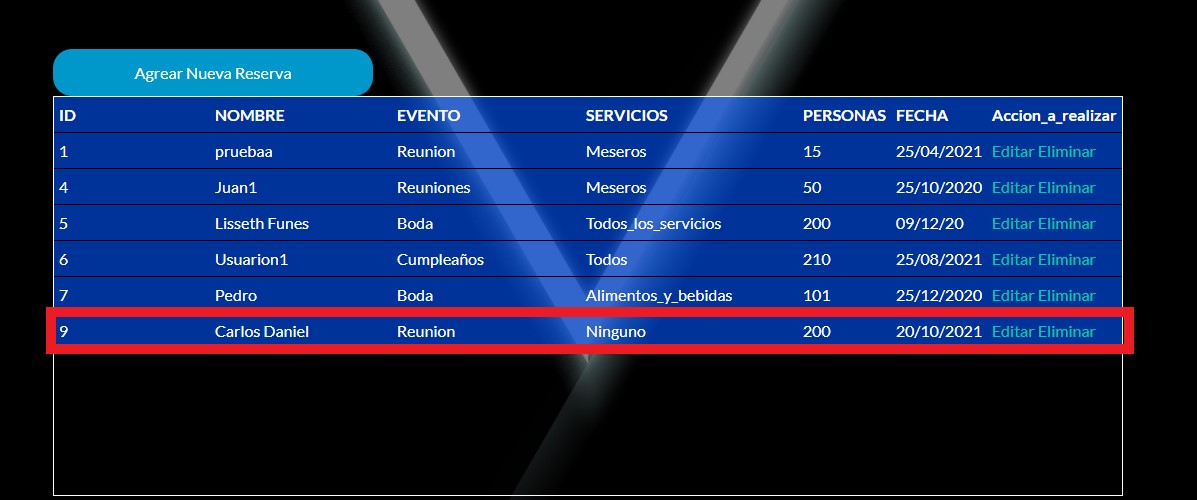 Agrear Nueva Reserva
ID NOMBRE EVENTO SERVICIOS PERSONAS FECHA Accion_a_realizar
1 pruebaa Reunion Meseros 15 25/04/2021 Editar Eliminar
4 Juan1 Reuniones Meseros 50 25/10/2020 Editar Eliminar
5 Lisseth Funes Boda Todos_los_servicios 200 09/12/20 Editar Eliminar
6 Usuarion1 Cumpleaños Todos 210 25/08/2021 Editar Eliminar
7 Pedro Boda Alimentos_y_bebidas 101 25/12/2020 Editar Eliminar
9 Carlos Daniel Reunion Ninguno 200 20/10/2021 Editar Eliminar